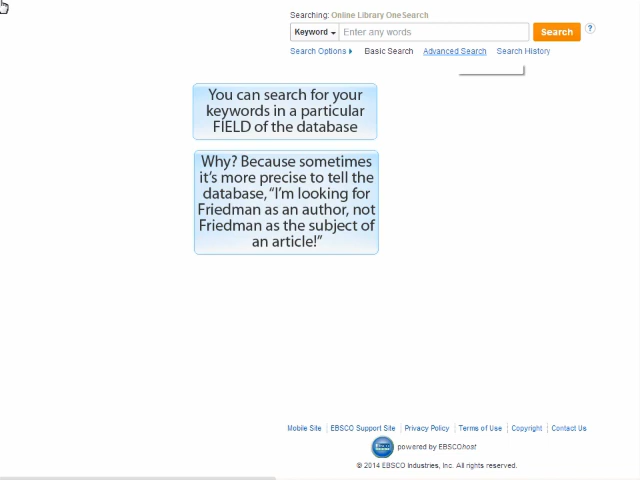 Searching: Online Library OneSearch
Keyword Enter any words Search ?
Search Options Basic Search Advanced Search Search History
You can search for your
keywords in a particular
FIELD of the database
Why? Because sometimes
it's more precise to tell the
database, "I'm looking for
Friedman as an author, not
Friedman as the subject of
an article!"
Mobile Site EBSCO Support Site Privacy Policy Terms of Use Copyright Contact Us
powered by EBSCOhost
© 2014 EBSCO Industries, Inc. All rights reserved.